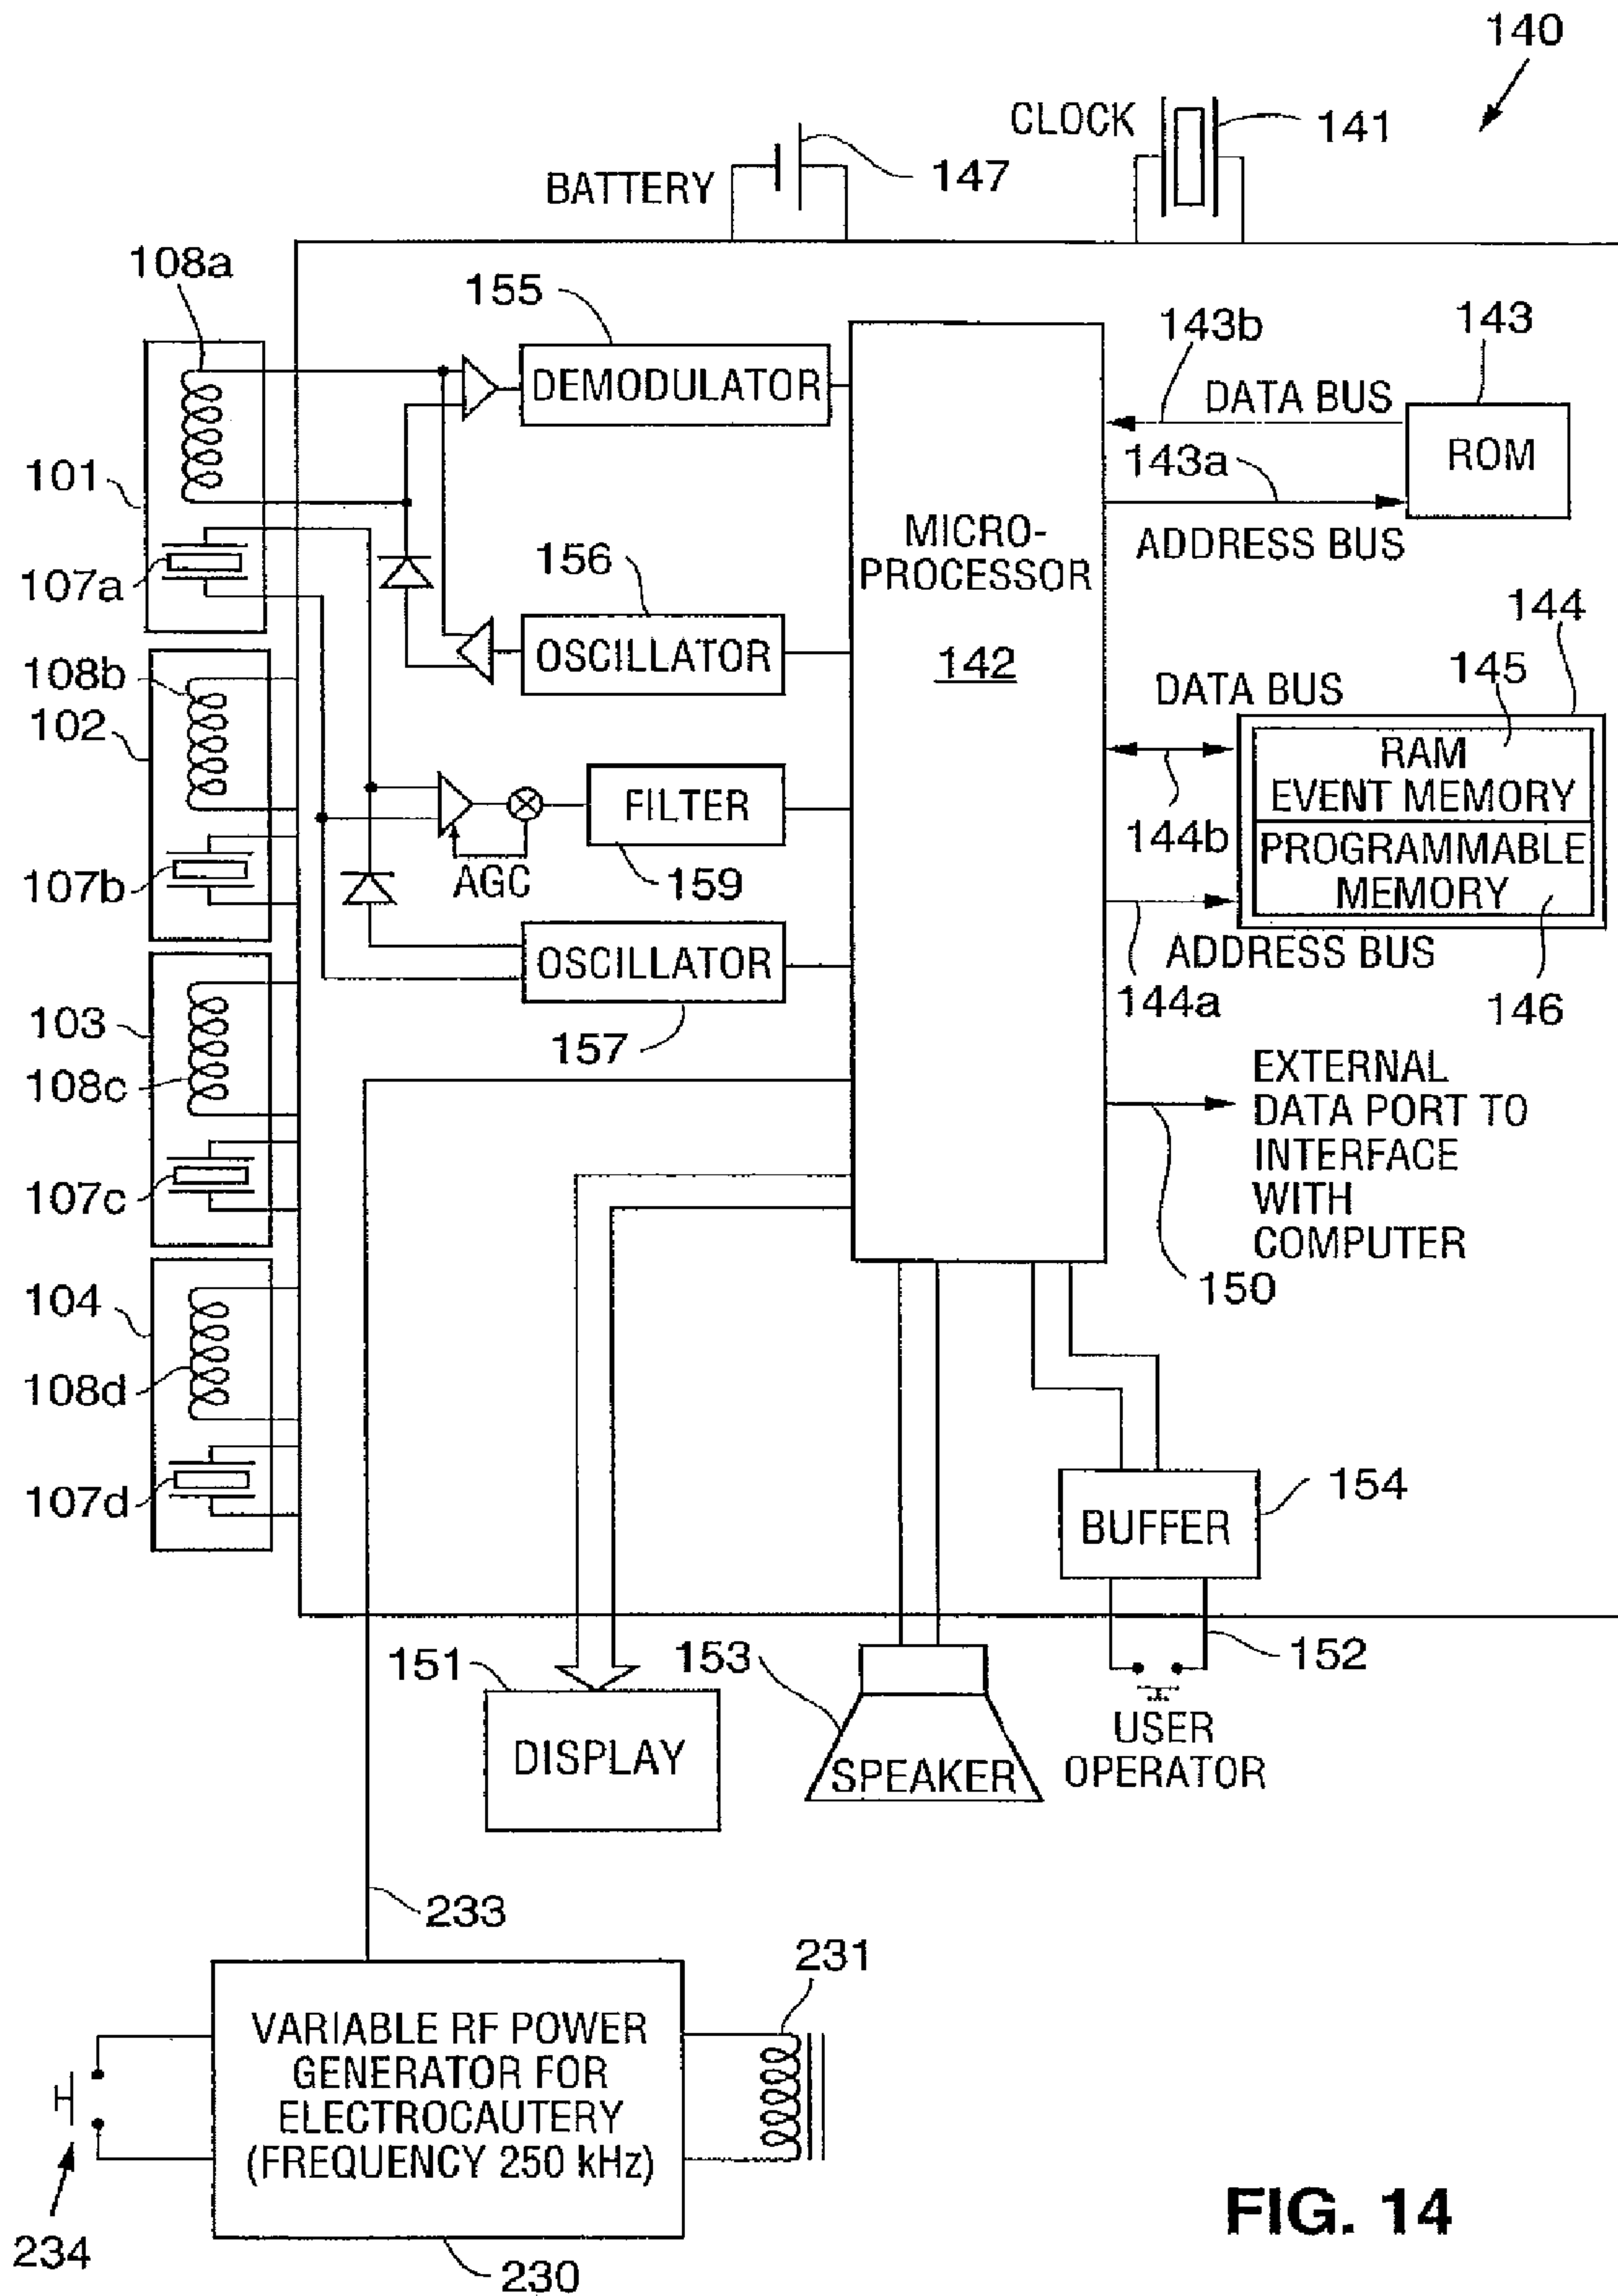 140
CLOCK
141
BATTERY
147
108a
155
143b
143
DEMODULATOR
DATA BUS
ROM
101
143a
MICRO-
PROCESSOR
142
ADDRESS BUS
107a
156
OSCILLATOR
144
108b
102
DATA BUS
145
RAM
EVENT MEMORY
FILTER
144b
PROGRAMMABLE
MEMORY
107b
AGC
159
OSCILLATOR
ADDRESS BUS
144a
146
103
157
108c
EXTERNAL
DATA PORT TO
INTERFACE
WITH
COMPUTER
107c
150
104
108d
107d
154
BUFFER
151
153
152
DISPLAY
SPEAKER
USER
OPERATOR
233
231
VARIABLE RF POWER
GENERATOR FOR
ELECTROCAUTERY
(FREQUENCY 250 kHz)
234
230
FIG. 14